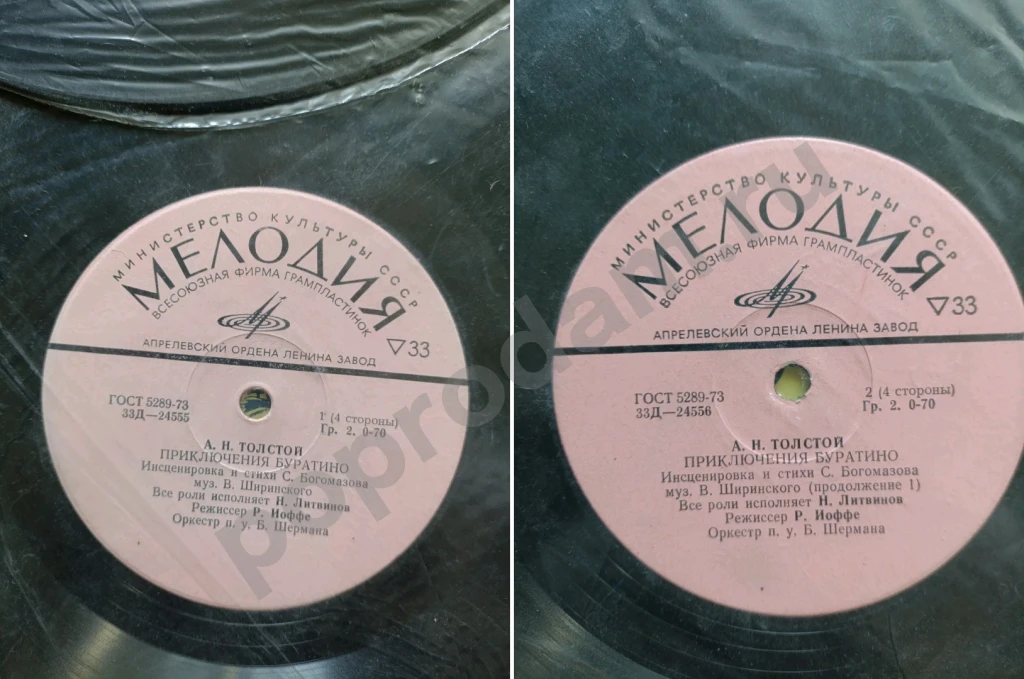 МИНИСТЕРСТВО КУЛЬТУРЫ СССР
МЕЛОДИЯ
ВСЕСОЮЗНАЯ ФИРМА ГРАМПЛАСТИНОК
▽33
АПРЕЛЕВСКИЙ ОРДЕНА ЛЕНИНА ЗАВОД
ГОСТ 5289-73
33Д—24555
1 (4 стороны)
Гр. 2. 0-70
А. Н. ТОЛСТОЙ
ПРИКЛЮЧЕНИЯ БУРАТИНО
Инсценировка и стихи С. Богомазова
муз. В. Ширинского
Все роли исполняет Н. Литвинов
Режиссер Р. Иоффе
Оркестр п. у. Б. Шермана
МИНИСТЕРСТВО КУЛЬТУРЫ СССР
МЕЛОДИЯ
ВСЕСОЮЗНАЯ ФИРМА ГРАМПЛАСТИНОК
▽33
АПРЕЛЕВСКИЙ ОРДЕНА ЛЕНИНА ЗАВОД
ГОСТ 5289-73
33Д—24556
2 (4 стороны)
Гр. 2. 0-70
А. Н. ТОЛСТОЙ
ПРИКЛЮЧЕНИЯ БУРАТИНО
Инсценировка и стихи С. Богомазова
муз. В. Ширинского (продолжение 1)
Все роли исполняет Н. Литвинов
Режиссер Р. Иоффе
Оркестр п. у. Б. Шермана
poprodam.ru